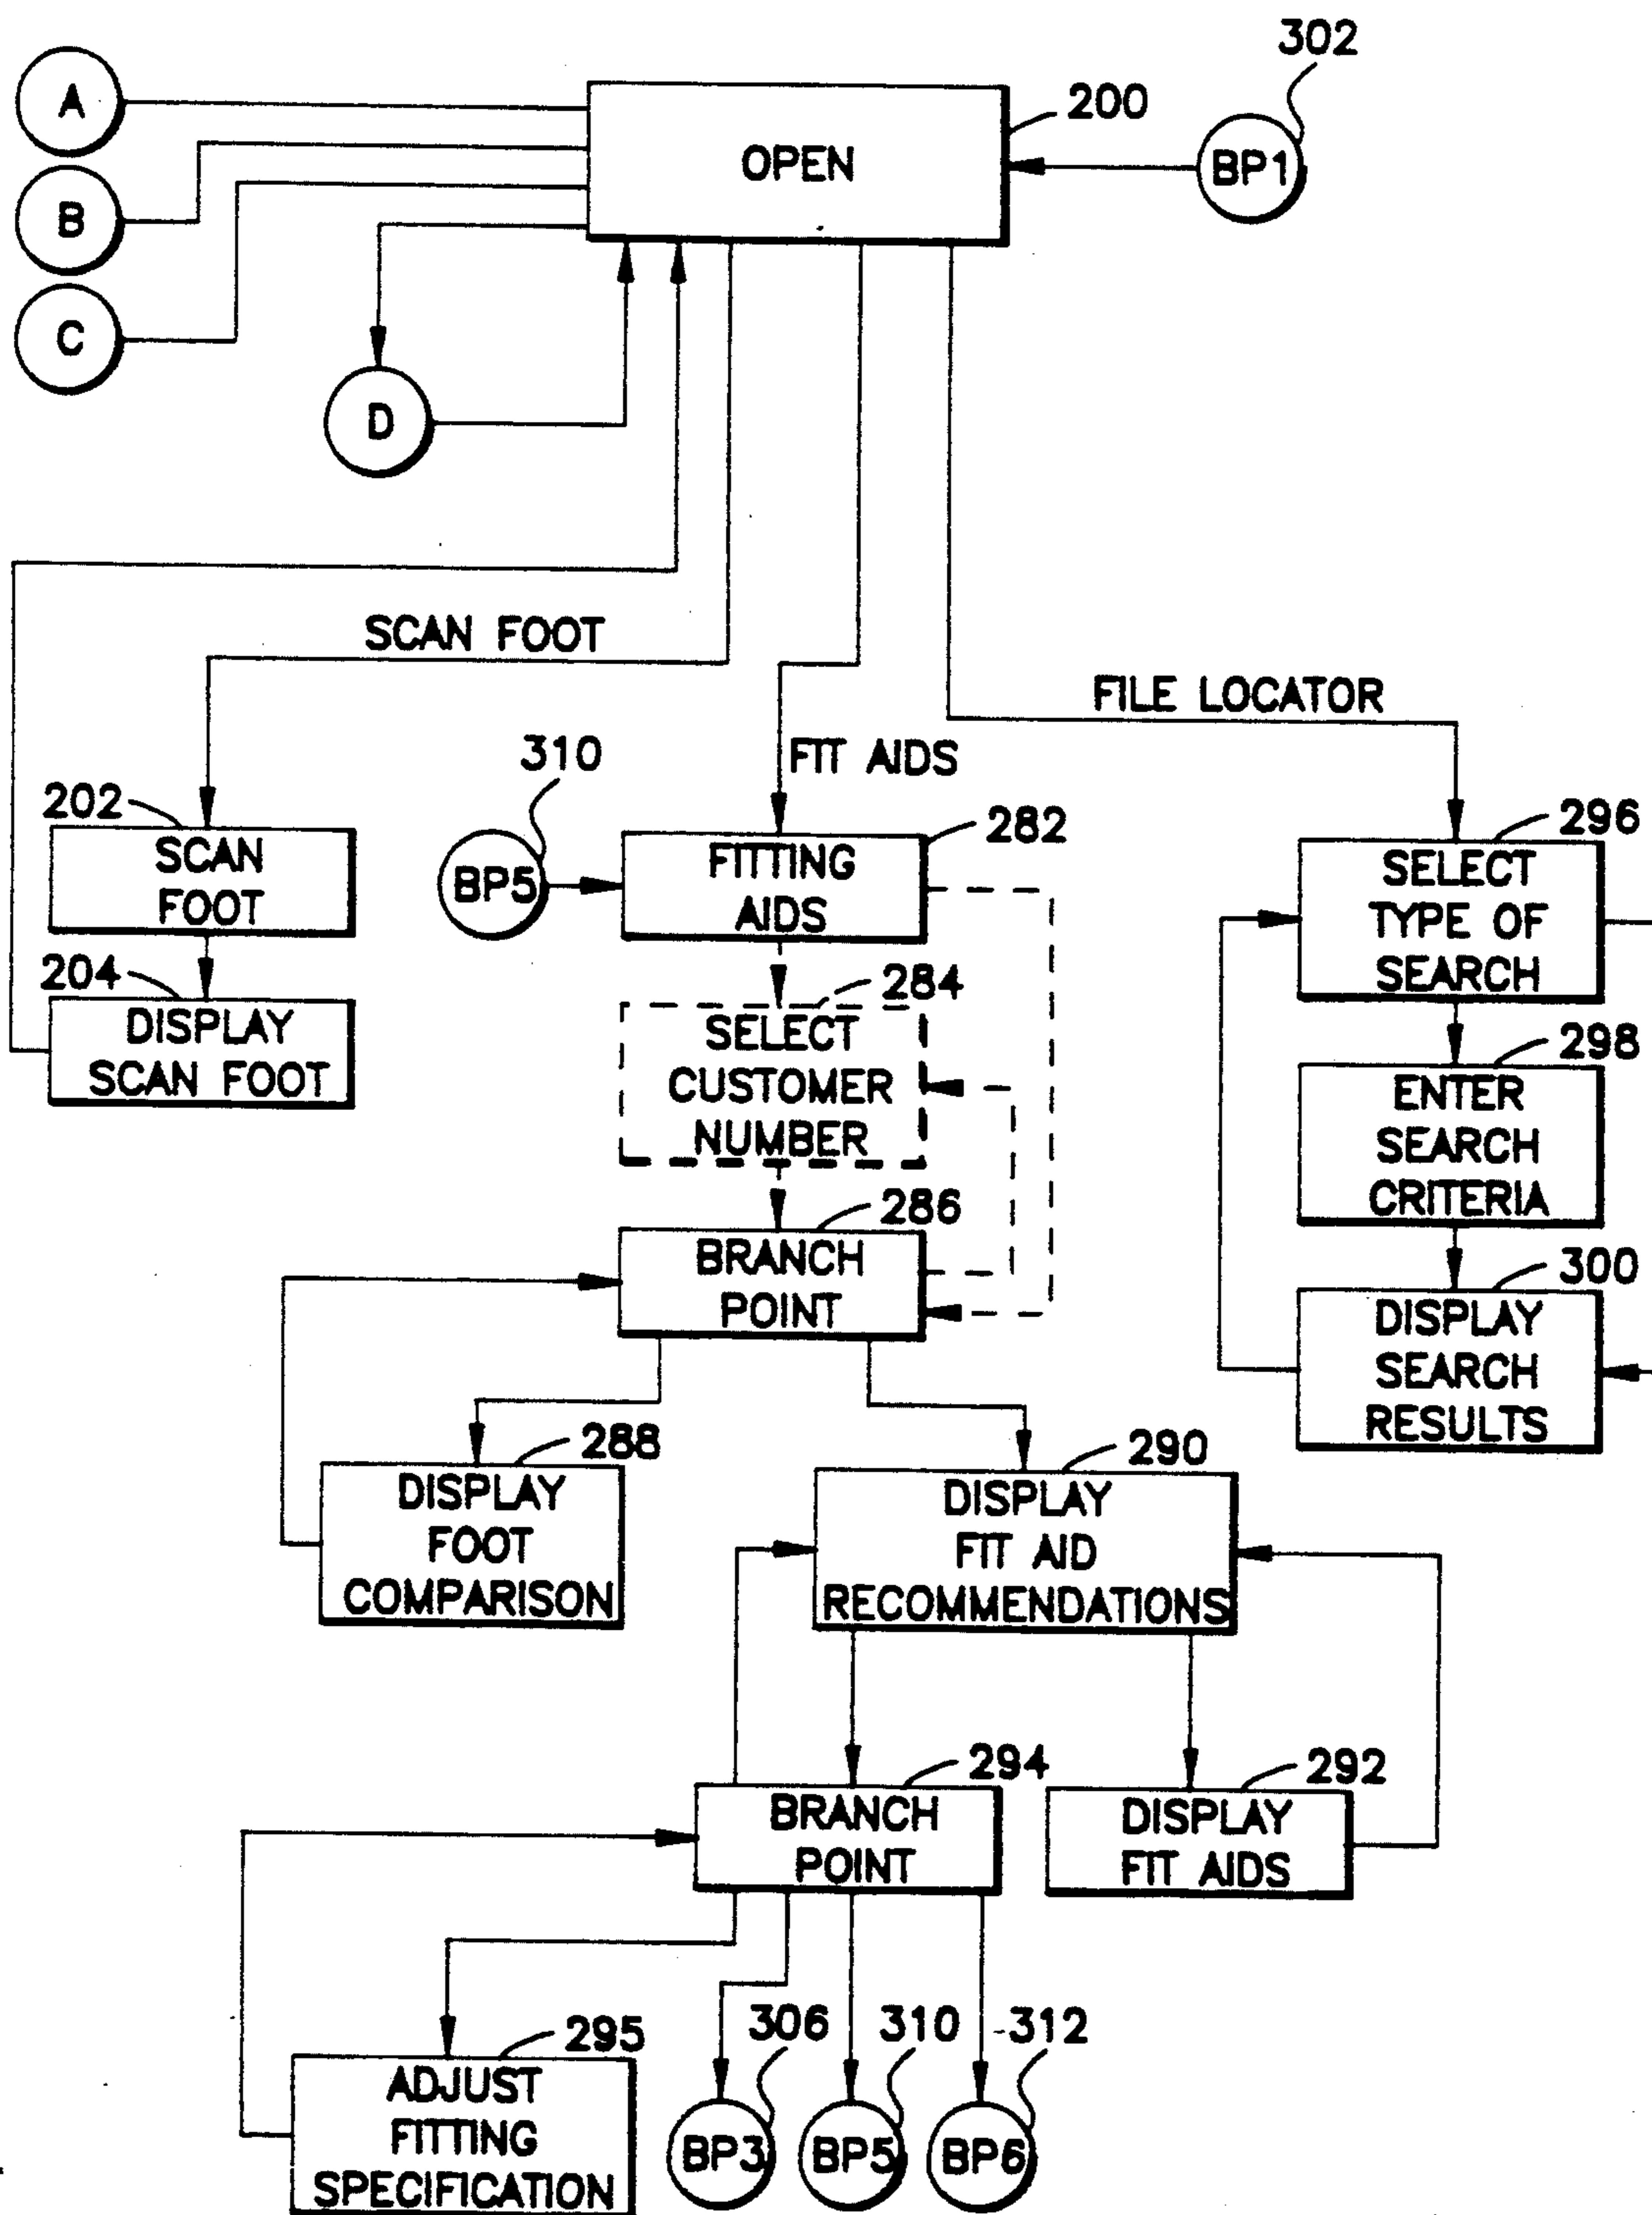 302
A
200
OPEN
BP1
B
C
D
SCAN FOOT
FILE LOCATOR
310
FIT AIDS
202
282
296
SCAN
FOOT
BP5
FITTING
AIDS
SELECT
TYPE OF
SEARCH
204
DISPLAY
SCAN FOOT
284
SELECT
CUSTOMER
NUMBER
298
ENTER
SEARCH
CRITERIA
286
BRANCH
POINT
300
DISPLAY
SEARCH
RESULTS
288
DISPLAY
FOOT
COMPARISON
290
DISPLAY
FIT AID
RECOMMENDATIONS
294
BRANCH
POINT
292
DISPLAY
FIT AIDS
295
ADJUST
FITTING
SPECIFICATION
306
310
312
BP3
BP5
BP6